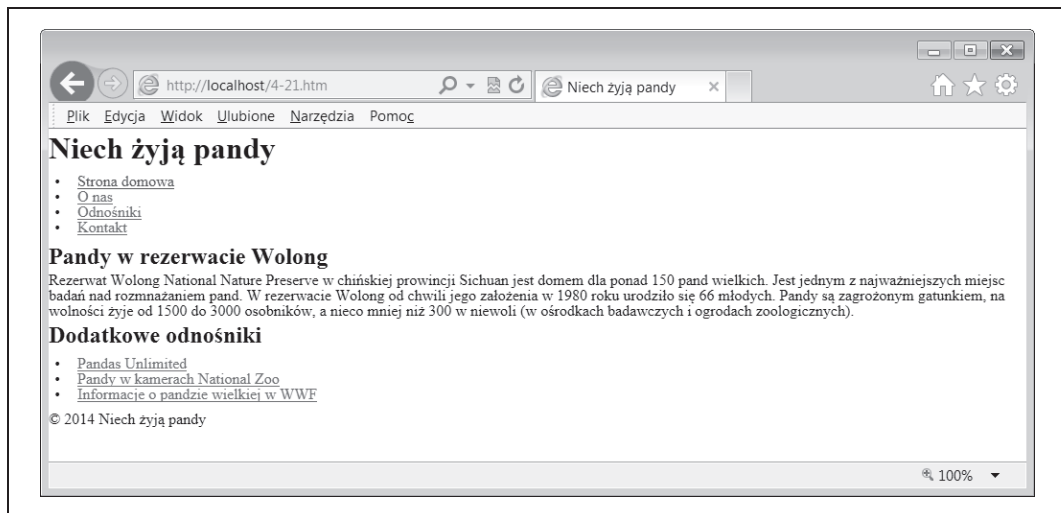 http://localhost/4-21.htm
Niech żyją pandy
Plik Edycja Widok Ulubione Narzędzia Pomoc
Niech żyją pandy
• Strona domowa
• O nas
• Odnośniki
• Kontakt
Pandy w rezerwacie Wolong
Rezerwat Wolong National Nature Preserve w chińskiej prowincji Sichuan jest domem dla ponad 150 pand wielkich. Jest jednym z najważniejszych miejsc
badań nad rozmnażaniem pand. W rezerwacie Wolong od chwili jego założenia w 1980 roku urodziło się 66 młodych. Pandy są zagrożonym gatunkiem, na
wolności żyje od 1500 do 3000 osobników, a nieco mniej niż 300 w niewoli (w ośrodkach badawczych i ogrodach zoologicznych).
Dodatkowe odnośniki
• Pandas Unlimited
• Pandy w kamerach National Zoo
• Informacje o pandzie wielkiej w WWF
© 2014 Niech żyją pandy
100%